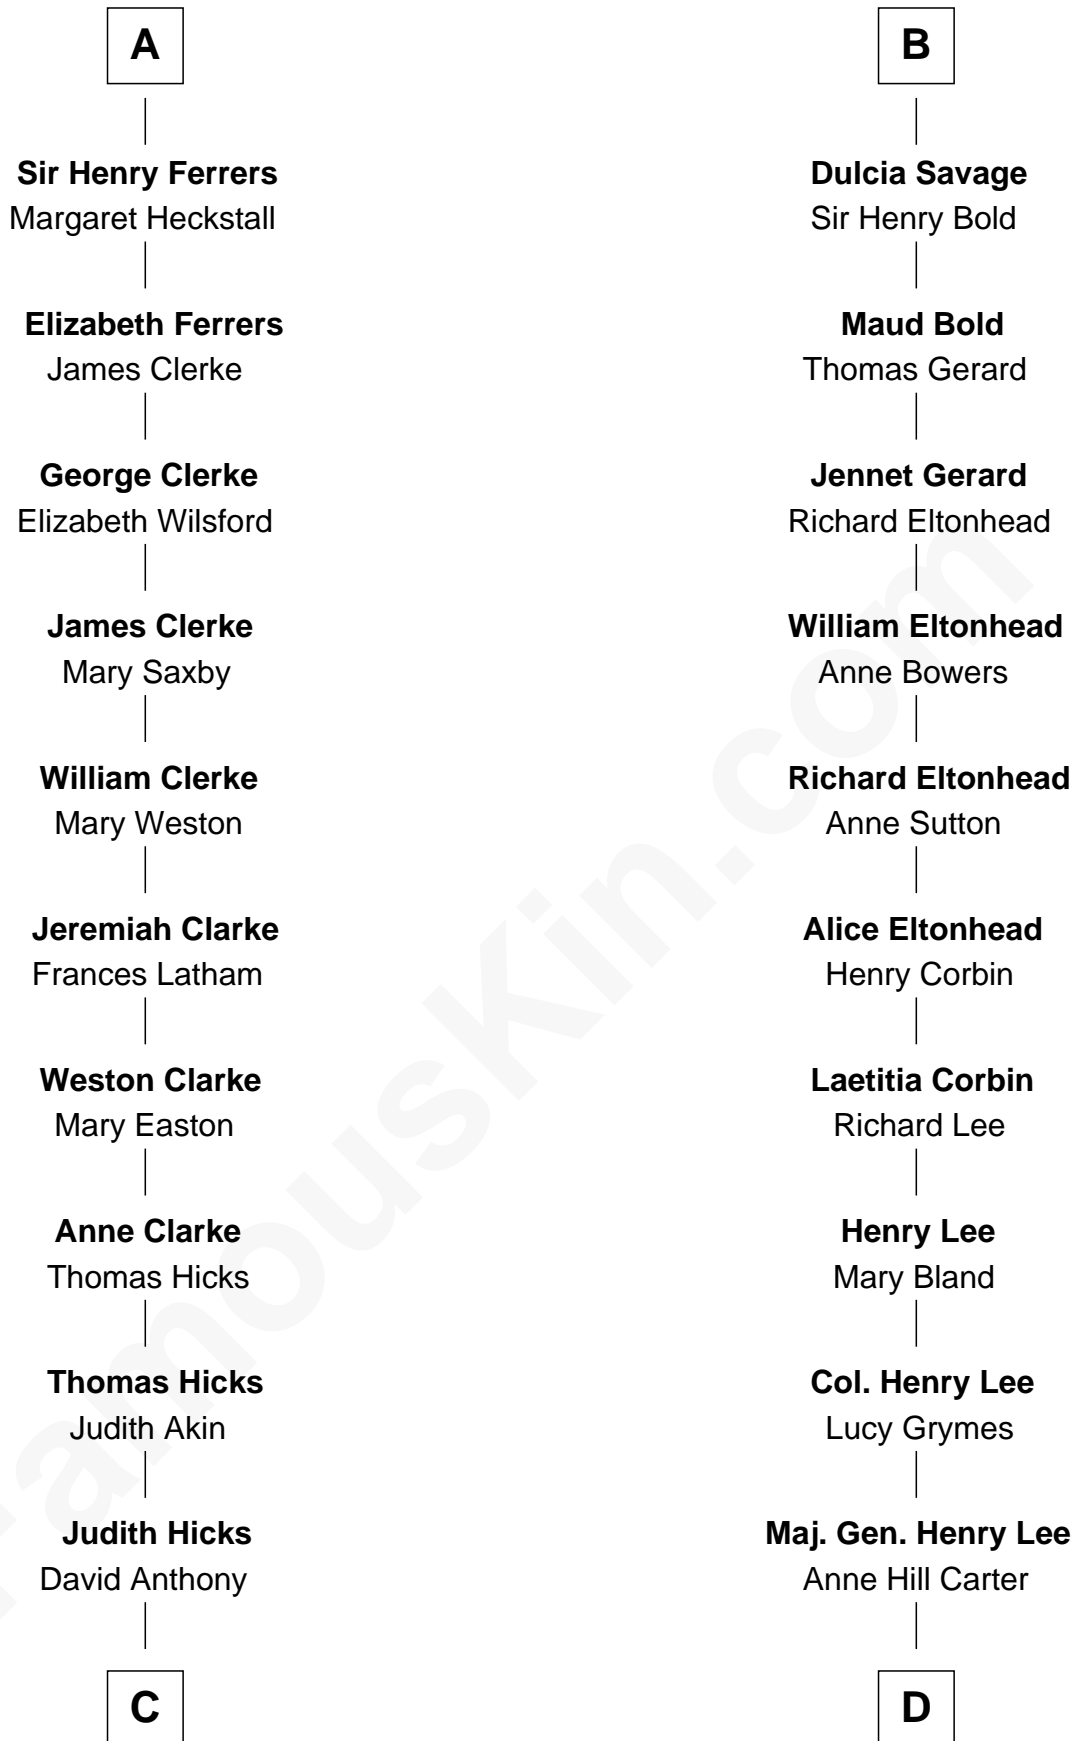 A
Sir Henry Ferrers
Margaret Heckstall
Elizabeth Ferrers
James Clerke
George Clerke
Elizabeth Wilsford
James Clerke
Mary Saxby
William Clerke
Mary Weston
Jeremiah Clarke
Frances Latham
Weston Clarke
Mary Easton
Anne Clarke
Thomas Hicks
Thomas Hicks
Judith Akin
Judith Hicks
David Anthony
C
B
Dulcia Savage
Sir Henry Bold
Maud Bold
Thomas Gerard
Jennet Gerard
Richard Eltonhead
William Eltonhead
Anne Bowers
Richard Eltonhead
Anne Sutton
Alice Eltonhead
Henry Corbin
Laetitia Corbin
Richard Lee
Henry Lee
Mary Bland
Col. Henry Lee
Lucy Grymes
Maj. Gen. Henry Lee
Anne Hill Carter
D
FamousKin.com